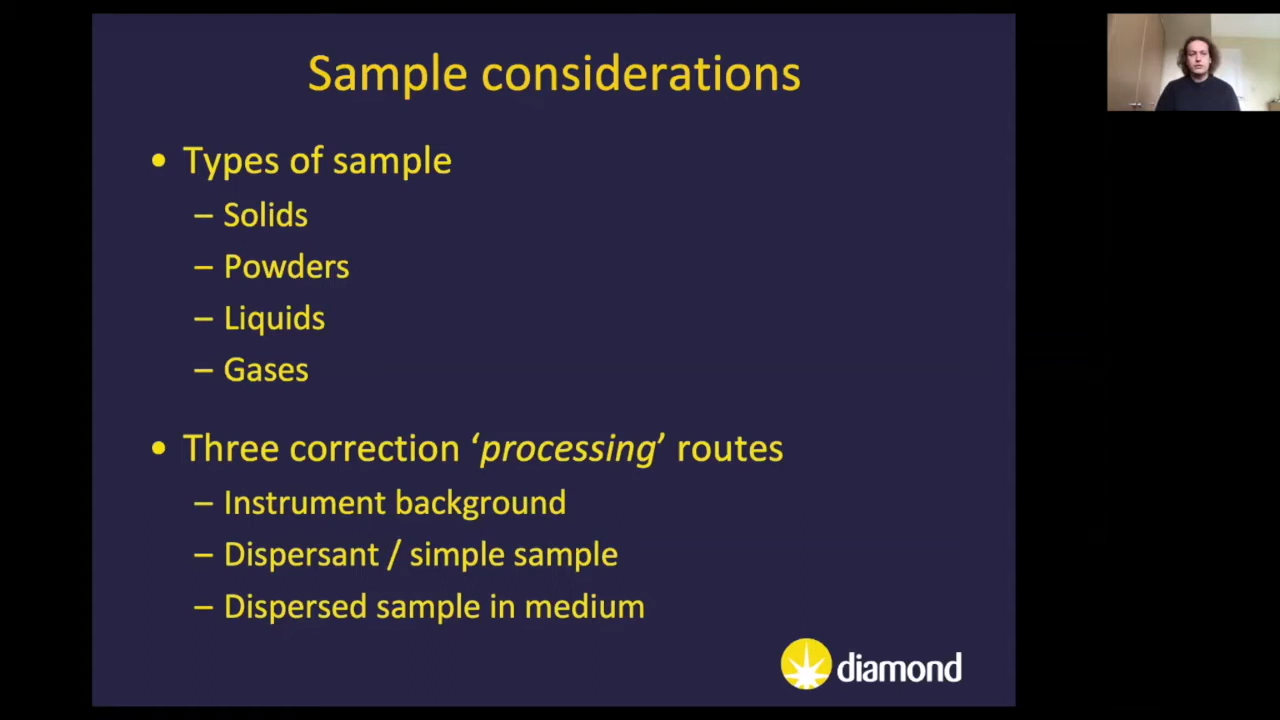 Sample considerations
• Types of sample
– Solids
– Powders
– Liquids
– Gases
• Three correction ‘processing’ routes
– Instrument background
– Dispersant / simple sample
– Dispersed sample in medium
diamond